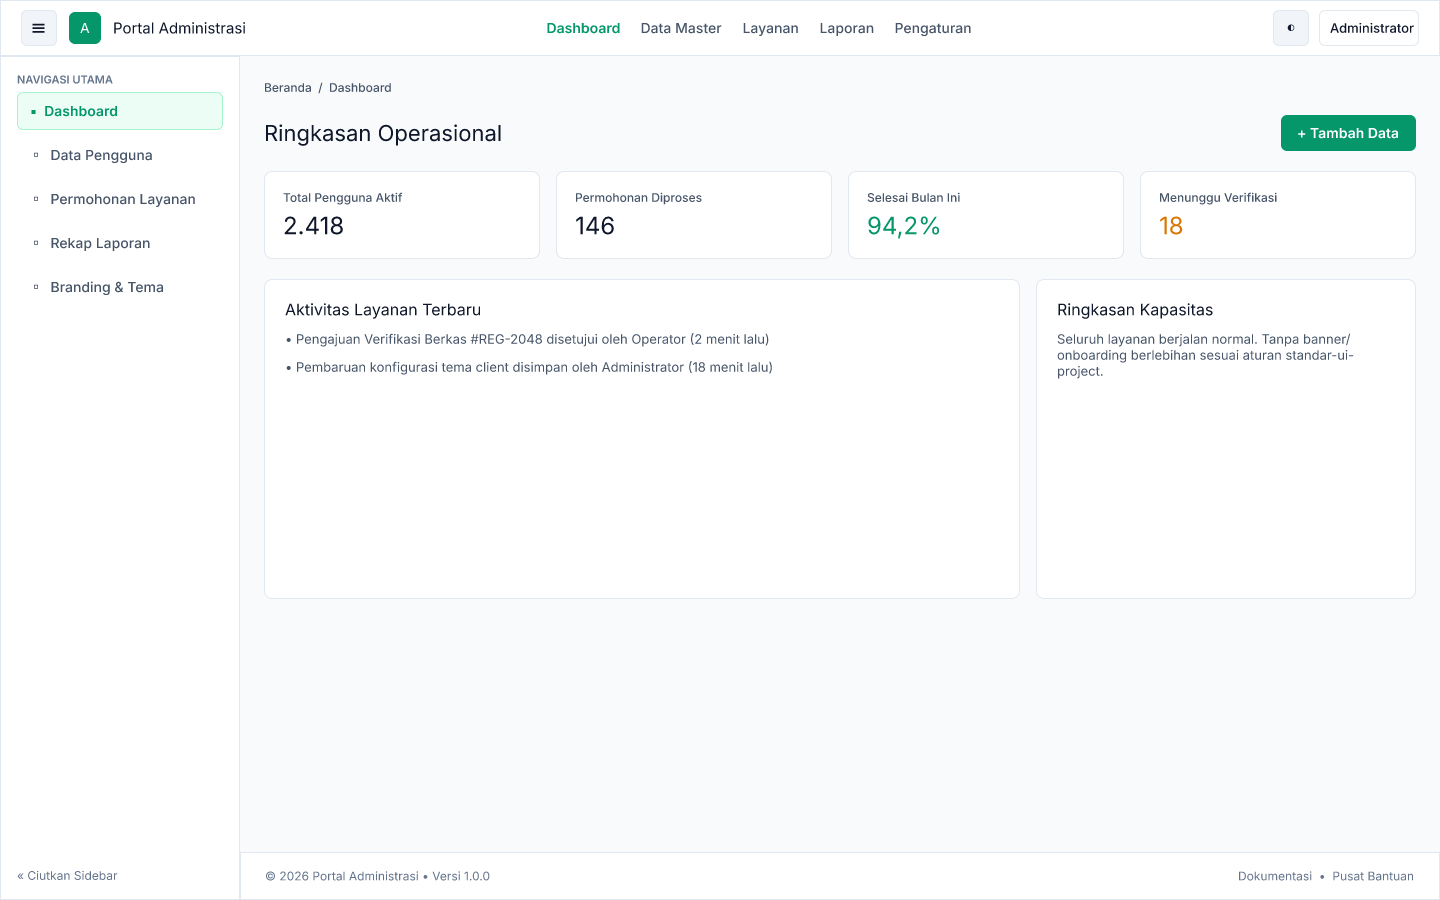 A
Portal Administrasi
Dashboard
Data Master
Layanan
Laporan
Pengaturan
Administrator
NAVIGASI UTAMA
Dashboard
Data Pengguna
Permohonan Layanan
Rekap Laporan
Branding & Tema
« Ciutkan Sidebar
Beranda / Dashboard
Ringkasan Operasional
+ Tambah Data
Total Pengguna Aktif
2.418
Permohonan Diproses
146
Selesai Bulan Ini
94,2%
Menunggu Verifikasi
18
Aktivitas Layanan Terbaru
• Pengajuan Verifikasi Berkas #REG-2048 disetujui oleh Operator (2 menit lalu)
• Pembaruan konfigurasi tema client disimpan oleh Administrator (18 menit lalu)
Ringkasan Kapasitas
Seluruh layanan berjalan normal. Tanpa banner/
onboarding berlebihan sesuai aturan standar-ui-
project.
© 2026 Portal Administrasi • Versi 1.0.0
Dokumentasi • Pusat Bantuan